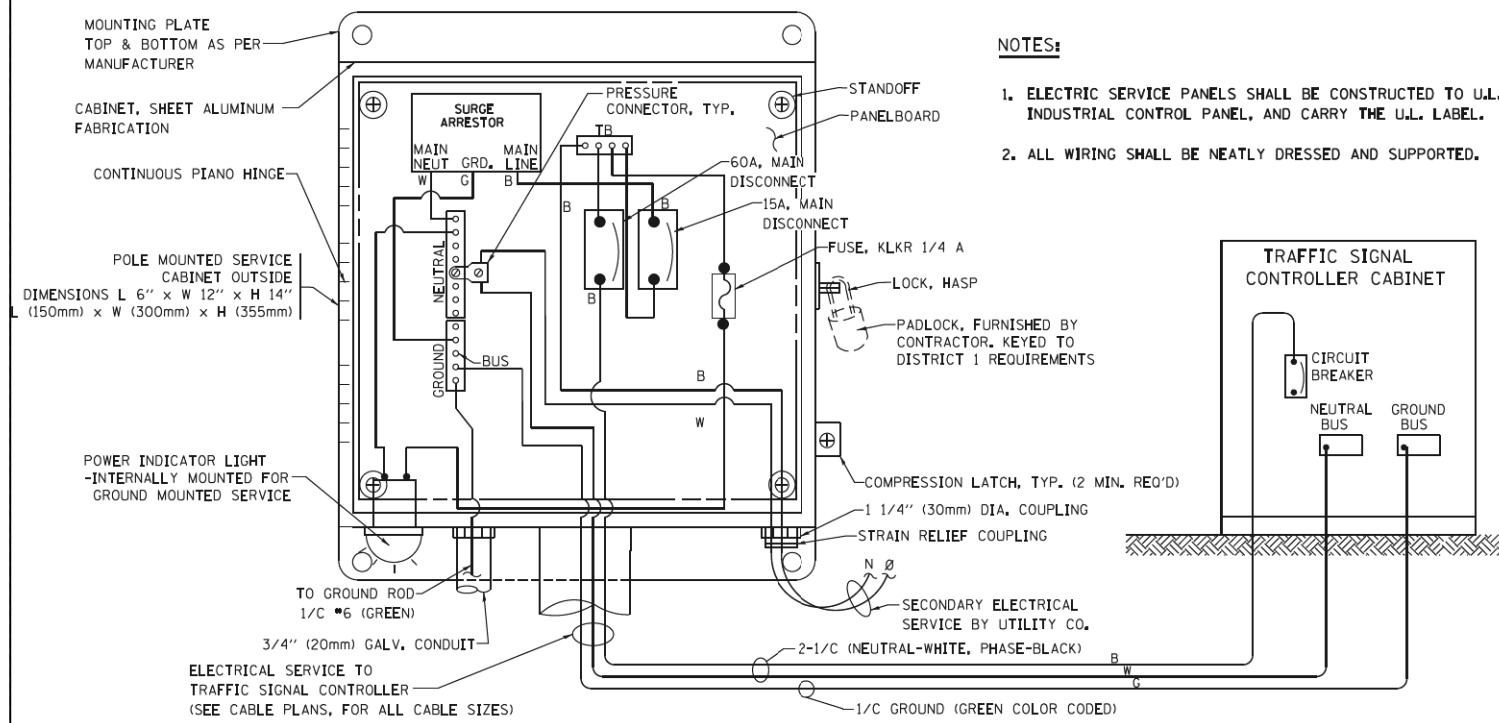 MOUNTING PLATE
TOP & BOTTOM AS PER
MANUFACTURER
CABINET, SHEET ALUMINUM
FABRICATION
CONTINUOUS PIANO HINGE
POLE MOUNTED SERVICE
CABINET OUTSIDE
DIMENSIONS L 6" x W 12" x H 14"
L (150mm) x W (300mm) x H (355mm)
POWER INDICATOR LIGHT
-INTERNALLY MOUNTED FOR
GROUND MOUNTED SERVICE
SURGE
ARRESTOR
MAIN
NEUT
GRD.
MAIN
LINE
W
G
B
PRESSURE
CONNECTOR, TYP.
TB
60A, MAIN
DISCONNECT
15A, MAIN
DISCONNECT
B
B
B
NEUTRAL
GROUND
BUS
B
W
STANDOFF
PANELBOARD
FUSE, KLKR 1/4 A
LOCK, HASP
PADLOCK, FURNISHED BY
CONTRACTOR. KEYED TO
DISTRICT 1 REQUIREMENTS
COMPRESSION LATCH, TYP. (2 MIN. REQ'D)
1 1/4" (30mm) DIA. COUPLING
STRAIN RELIEF COUPLING
N Ø
SECONDARY ELECTRICAL
SERVICE BY UTILITY CO.
TO GROUND ROD
1/C #6 (GREEN)
3/4" (20mm) GALV. CONDUIT
ELECTRICAL SERVICE TO
TRAFFIC SIGNAL CONTROLLER
(SEE CABLE PLANS, FOR ALL CABLE SIZES)
2-1/C (NEUTRAL-WHITE, PHASE-BLACK)
B
W
G
1/C GROUND (GREEN COLOR CODED)
NOTES:
1. ELECTRIC SERVICE PANELS SHALL BE CONSTRUCTED TO U.L.
INDUSTRIAL CONTROL PANEL, AND CARRY THE U.L. LABEL.
2. ALL WIRING SHALL BE NEATLY DRESSED AND SUPPORTED.
TRAFFIC SIGNAL
CONTROLLER CABINET
CIRCUIT
BREAKER
NEUTRAL
BUS
GROUND
BUS